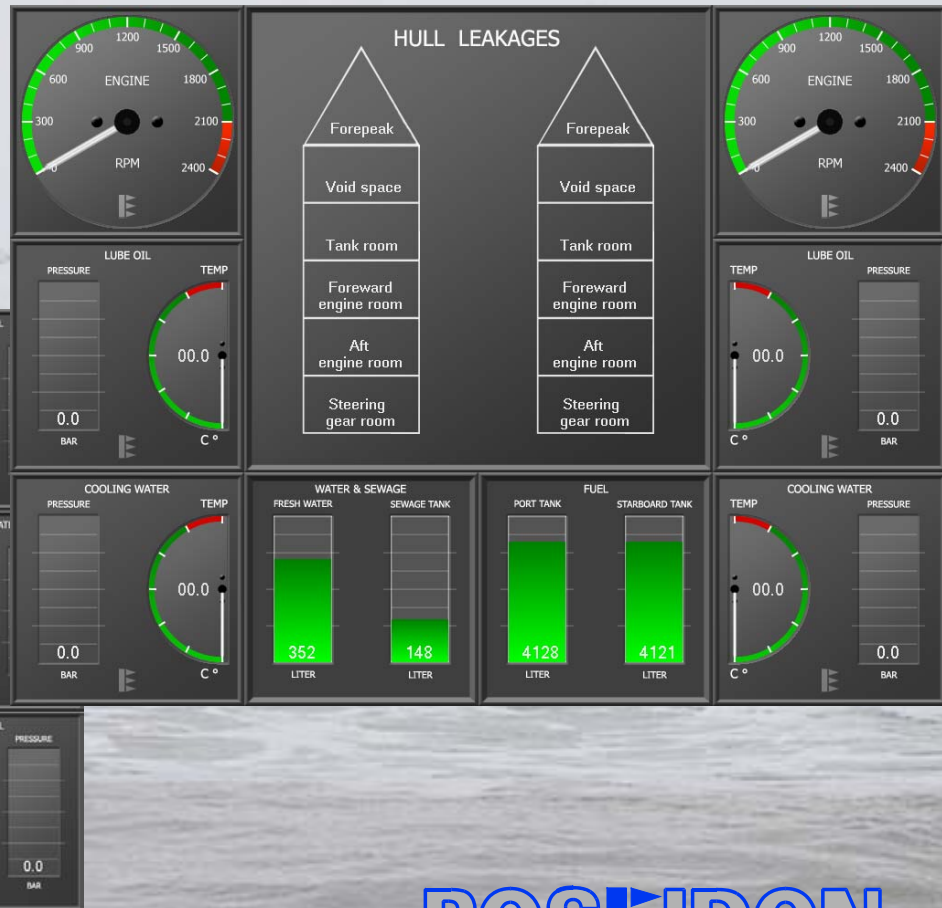 HULL LEAKAGES
Forepeak
Void space
Tank room
Foreward
engine room
Aft
engine room
Steering
gear room
Forepeak
Void space
Tank room
Foreward
engine room
Aft
engine room
Steering
gear room
0
300
600
900
1200
1500
1800
2100
2400
ENGINE
RPM
0
300
600
900
1200
1500
1800
2100
2400
ENGINE
RPM
LUBE OIL
PRESSURE
TEMP
00.0
0.0
BAR
C °
LUBE OIL
TEMP
PRESSURE
00.0
0.0
C °
BAR
COOLING WATER
PRESSURE
TEMP
00.0
0.0
BAR
C °
WATER & SEWAGE
FRESH WATER
SEWAGE TANK
352
148
LITER
LITER
FUEL
PORT TANK
STARBOARD TANK
4128
4121
LITER
LITER
COOLING WATER
TEMP
PRESSURE
00.0
0.0
C °
BAR
PRESSURE
0.0
BAR